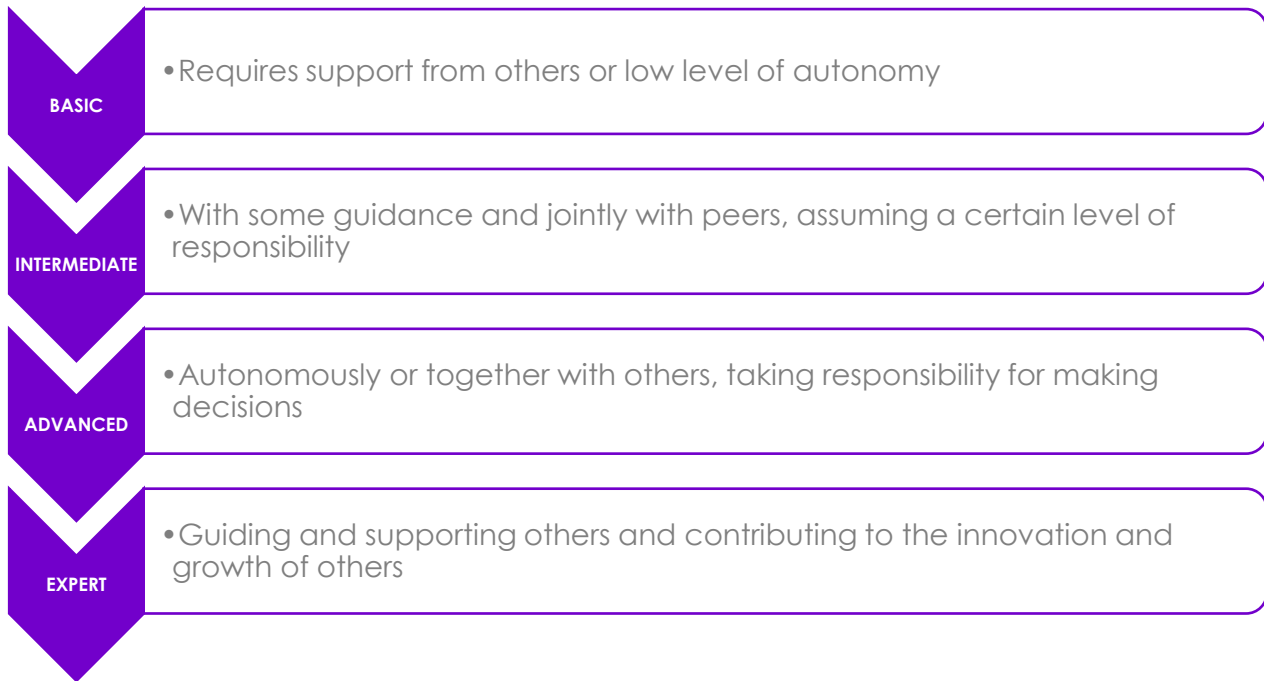 BASIC
•Requires support from others or low level of autonomy
INTERMEDIATE
•With some guidance and jointly with peers, assuming a certain level of
responsibility
ADVANCED
•Autonomously or together with others, taking responsibility for making
decisions
EXPERT
•Guiding and supporting others and contributing to the innovation and
growth of others